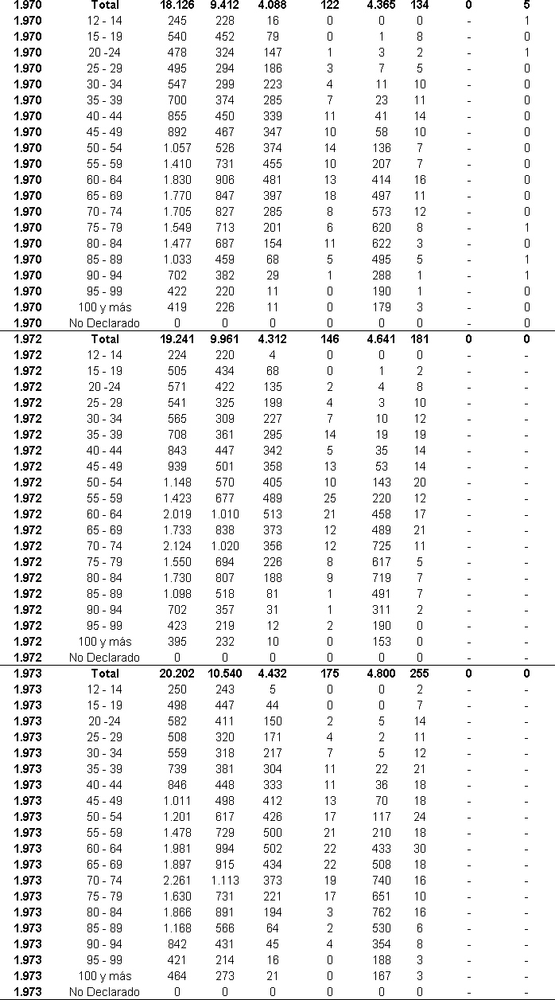 1.970 Total 18.126 9.412 4.088 122 4.365 134 0 5
1.970 12 - 14 245 228 16 0 0 0 - 1
1.970 15 - 19 540 452 79 0 1 8 - 0
1.970 20 -24 478 324 147 1 3 2 - 1
1.970 25 - 29 495 294 186 3 7 5 - 0
1.970 30 - 34 547 299 223 4 11 10 - 0
1.970 35 - 39 700 374 285 7 23 11 - 0
1.970 40 - 44 855 450 339 11 41 14 - 0
1.970 45 - 49 892 467 347 10 58 10 - 0
1.970 50 - 54 1.057 526 374 14 136 7 - 0
1.970 55 - 59 1.410 731 455 10 207 7 - 0
1.970 60 - 64 1.830 906 481 13 414 16 - 0
1.970 65 - 69 1.770 847 397 18 497 11 - 0
1.970 70 - 74 1.705 827 285 8 573 12 - 0
1.970 75 - 79 1.549 713 201 6 620 8 - 1
1.970 80 - 84 1.477 687 154 11 622 3 - 0
1.970 85 - 89 1.033 459 68 5 495 5 - 1
1.970 90 - 94 702 382 29 1 288 1 - 1
1.970 95 - 99 422 220 11 0 190 1 - 0
1.970 100 y más 419 226 11 0 179 3 - 0
1.970 No Declarado 0 0 0 0 0 0 - 0
1.972 Total 19.241 9.961 4.312 146 4.641 181 0 0
1.972 12 - 14 224 220 4 0 0 0 - -
1.972 15 - 19 505 434 68 0 1 2 - -
1.972 20 -24 571 422 135 2 4 8 - -
1.972 25 - 29 541 325 199 4 3 10 - -
1.972 30 - 34 565 309 227 7 10 12 - -
1.972 35 - 39 708 361 295 14 19 19 - -
1.972 40 - 44 843 447 342 5 35 14 - -
1.972 45 - 49 939 501 358 13 53 14 - -
1.972 50 - 54 1.148 570 405 10 143 20 - -
1.972 55 - 59 1.423 677 489 25 220 12 - -
1.972 60 - 64 2.019 1.010 513 21 458 17 - -
1.972 65 - 69 1.733 838 373 12 489 21 - -
1.972 70 - 74 2.124 1.020 356 12 725 11 - -
1.972 75 - 79 1.550 694 226 8 617 5 - -
1.972 80 - 84 1.730 807 188 9 719 7 - -
1.972 85 - 89 1.098 518 81 1 491 7 - -
1.972 90 - 94 702 357 31 1 311 2 - -
1.972 95 - 99 423 219 12 2 190 0 - -
1.972 100 y más 395 232 10 0 153 0 - -
1.972 No Declarado 0 0 0 0 0 0 - -
1.973 Total 20.202 10.540 4.432 175 4.800 255 0 0
1.973 12 - 14 250 243 5 0 0 2 - -
1.973 15 - 19 498 447 44 0 0 7 - -
1.973 20 -24 582 411 150 2 5 14 - -
1.973 25 - 29 508 320 171 4 2 11 - -
1.973 30 - 34 559 318 217 7 5 12 - -
1.973 35 - 39 739 381 304 11 22 21 - -
1.973 40 - 44 846 448 333 11 36 18 - -
1.973 45 - 49 1.011 498 412 13 70 18 - -
1.973 50 - 54 1.201 617 426 17 117 24 - -
1.973 55 - 59 1.478 729 500 21 210 18 - -
1.973 60 - 64 1.981 994 502 22 433 30 - -
1.973 65 - 69 1.897 915 434 22 508 18 - -
1.973 70 - 74 2.261 1.113 373 19 740 16 - -
1.973 75 - 79 1.630 731 221 17 651 10 - -
1.973 80 - 84 1.866 891 194 3 762 16 - -
1.973 85 - 89 1.168 566 64 2 530 6 - -
1.973 90 - 94 842 431 45 4 354 8 - -
1.973 95 - 99 421 214 16 0 188 3 - -
1.973 100 y más 464 273 21 0 167 3 - -
1.973 No Declarado 0 0 0 0 0 0 - -